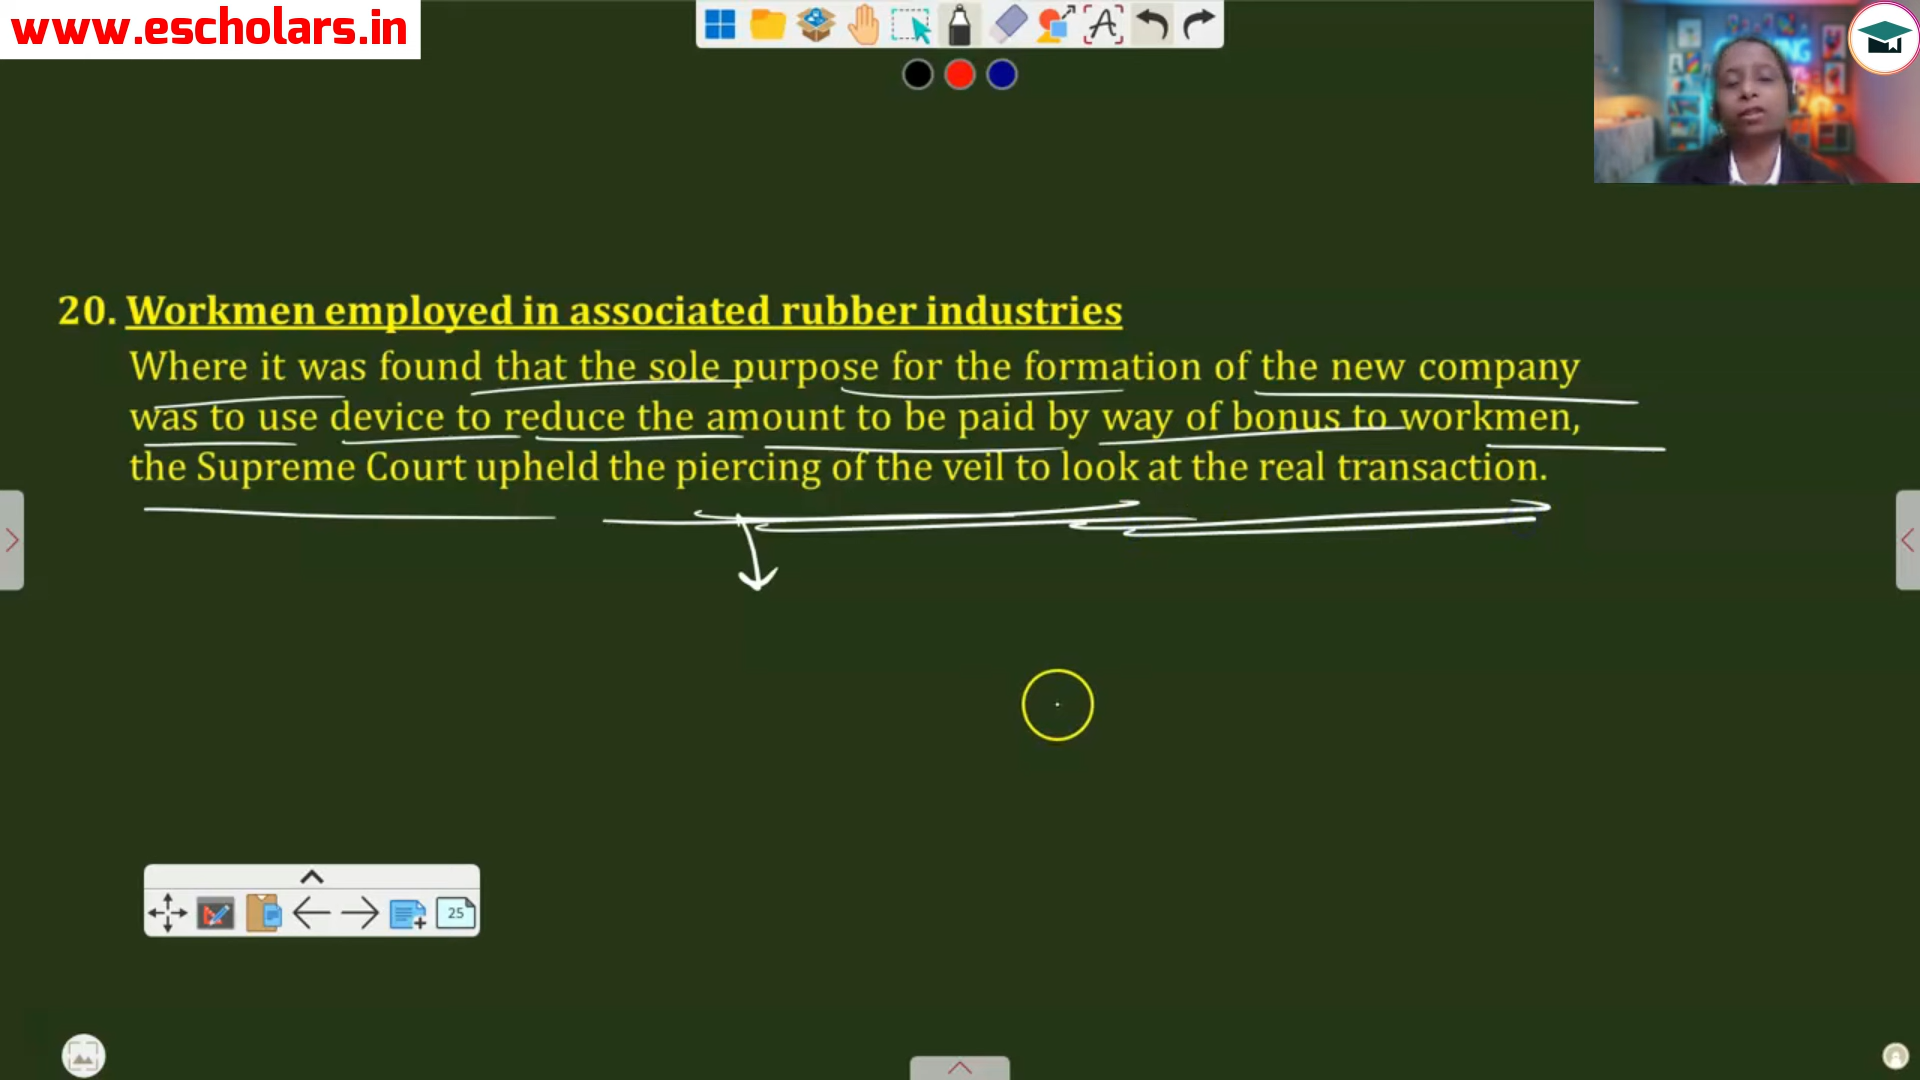 www.escholars.in
20. Workmen employed in associated rubber industries
Where it was found that the sole purpose for the formation of the new company
was to use device to reduce the amount to be paid by way of bonus to workmen,
the Supreme Court upheld the piercing of the veil to look at the real transaction.
25